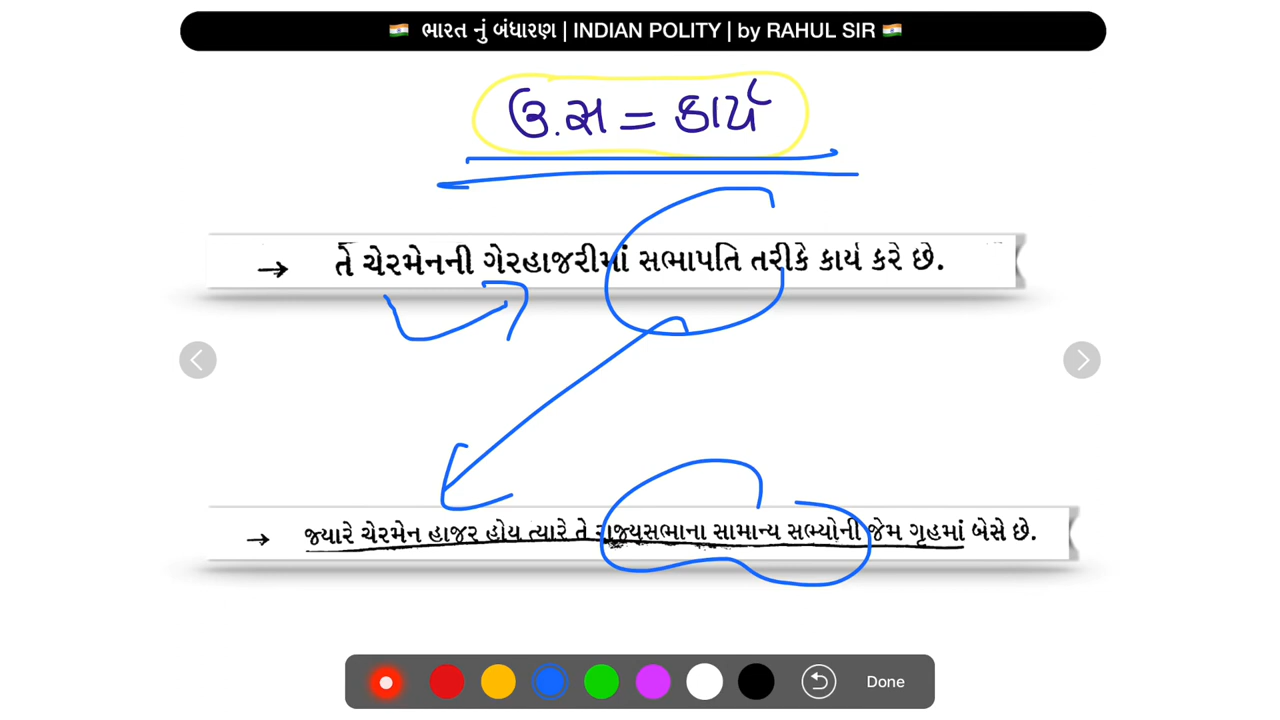 🇮🇳 ભારત નું બંધારણ | INDIAN POLITY | by RAHUL SIR 🇮🇳
ઉ.સ = કાર્ય
→ તે ચેરમેનની ગેરહાજરીમાં સભાપતિ તરીકે કાર્ય કરે છે.
→ જ્યારે ચેરમેન હાજર હોય ત્યારે તે રાજ્યસભાના સામાન્ય સભ્યોની જેમ ગૃહમાં બેસે છે.
Done